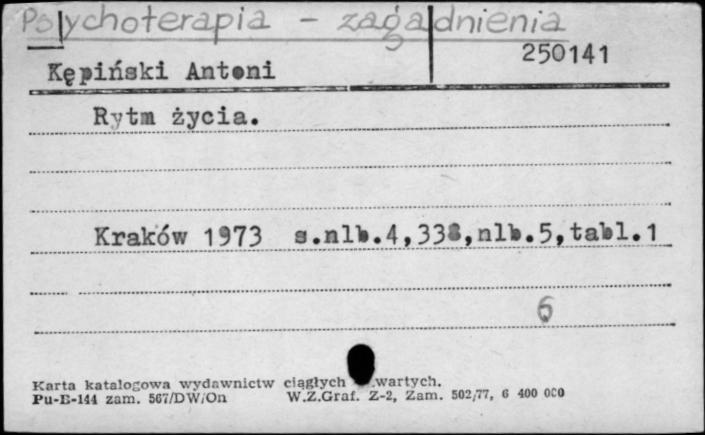 Psychoterapia - zagadnienia
250141
Kępiński Antoni
Rytm życia.
Kraków 1973 s.nlb.4,338,nlb.5,tabl.1
6
Karta katalogowa wydawnictw ciągłych wartych.
Pu-B-144 zam. 567/DW/On W.Z.Graf. Z-2, Zam. 502/77, 6 400 000